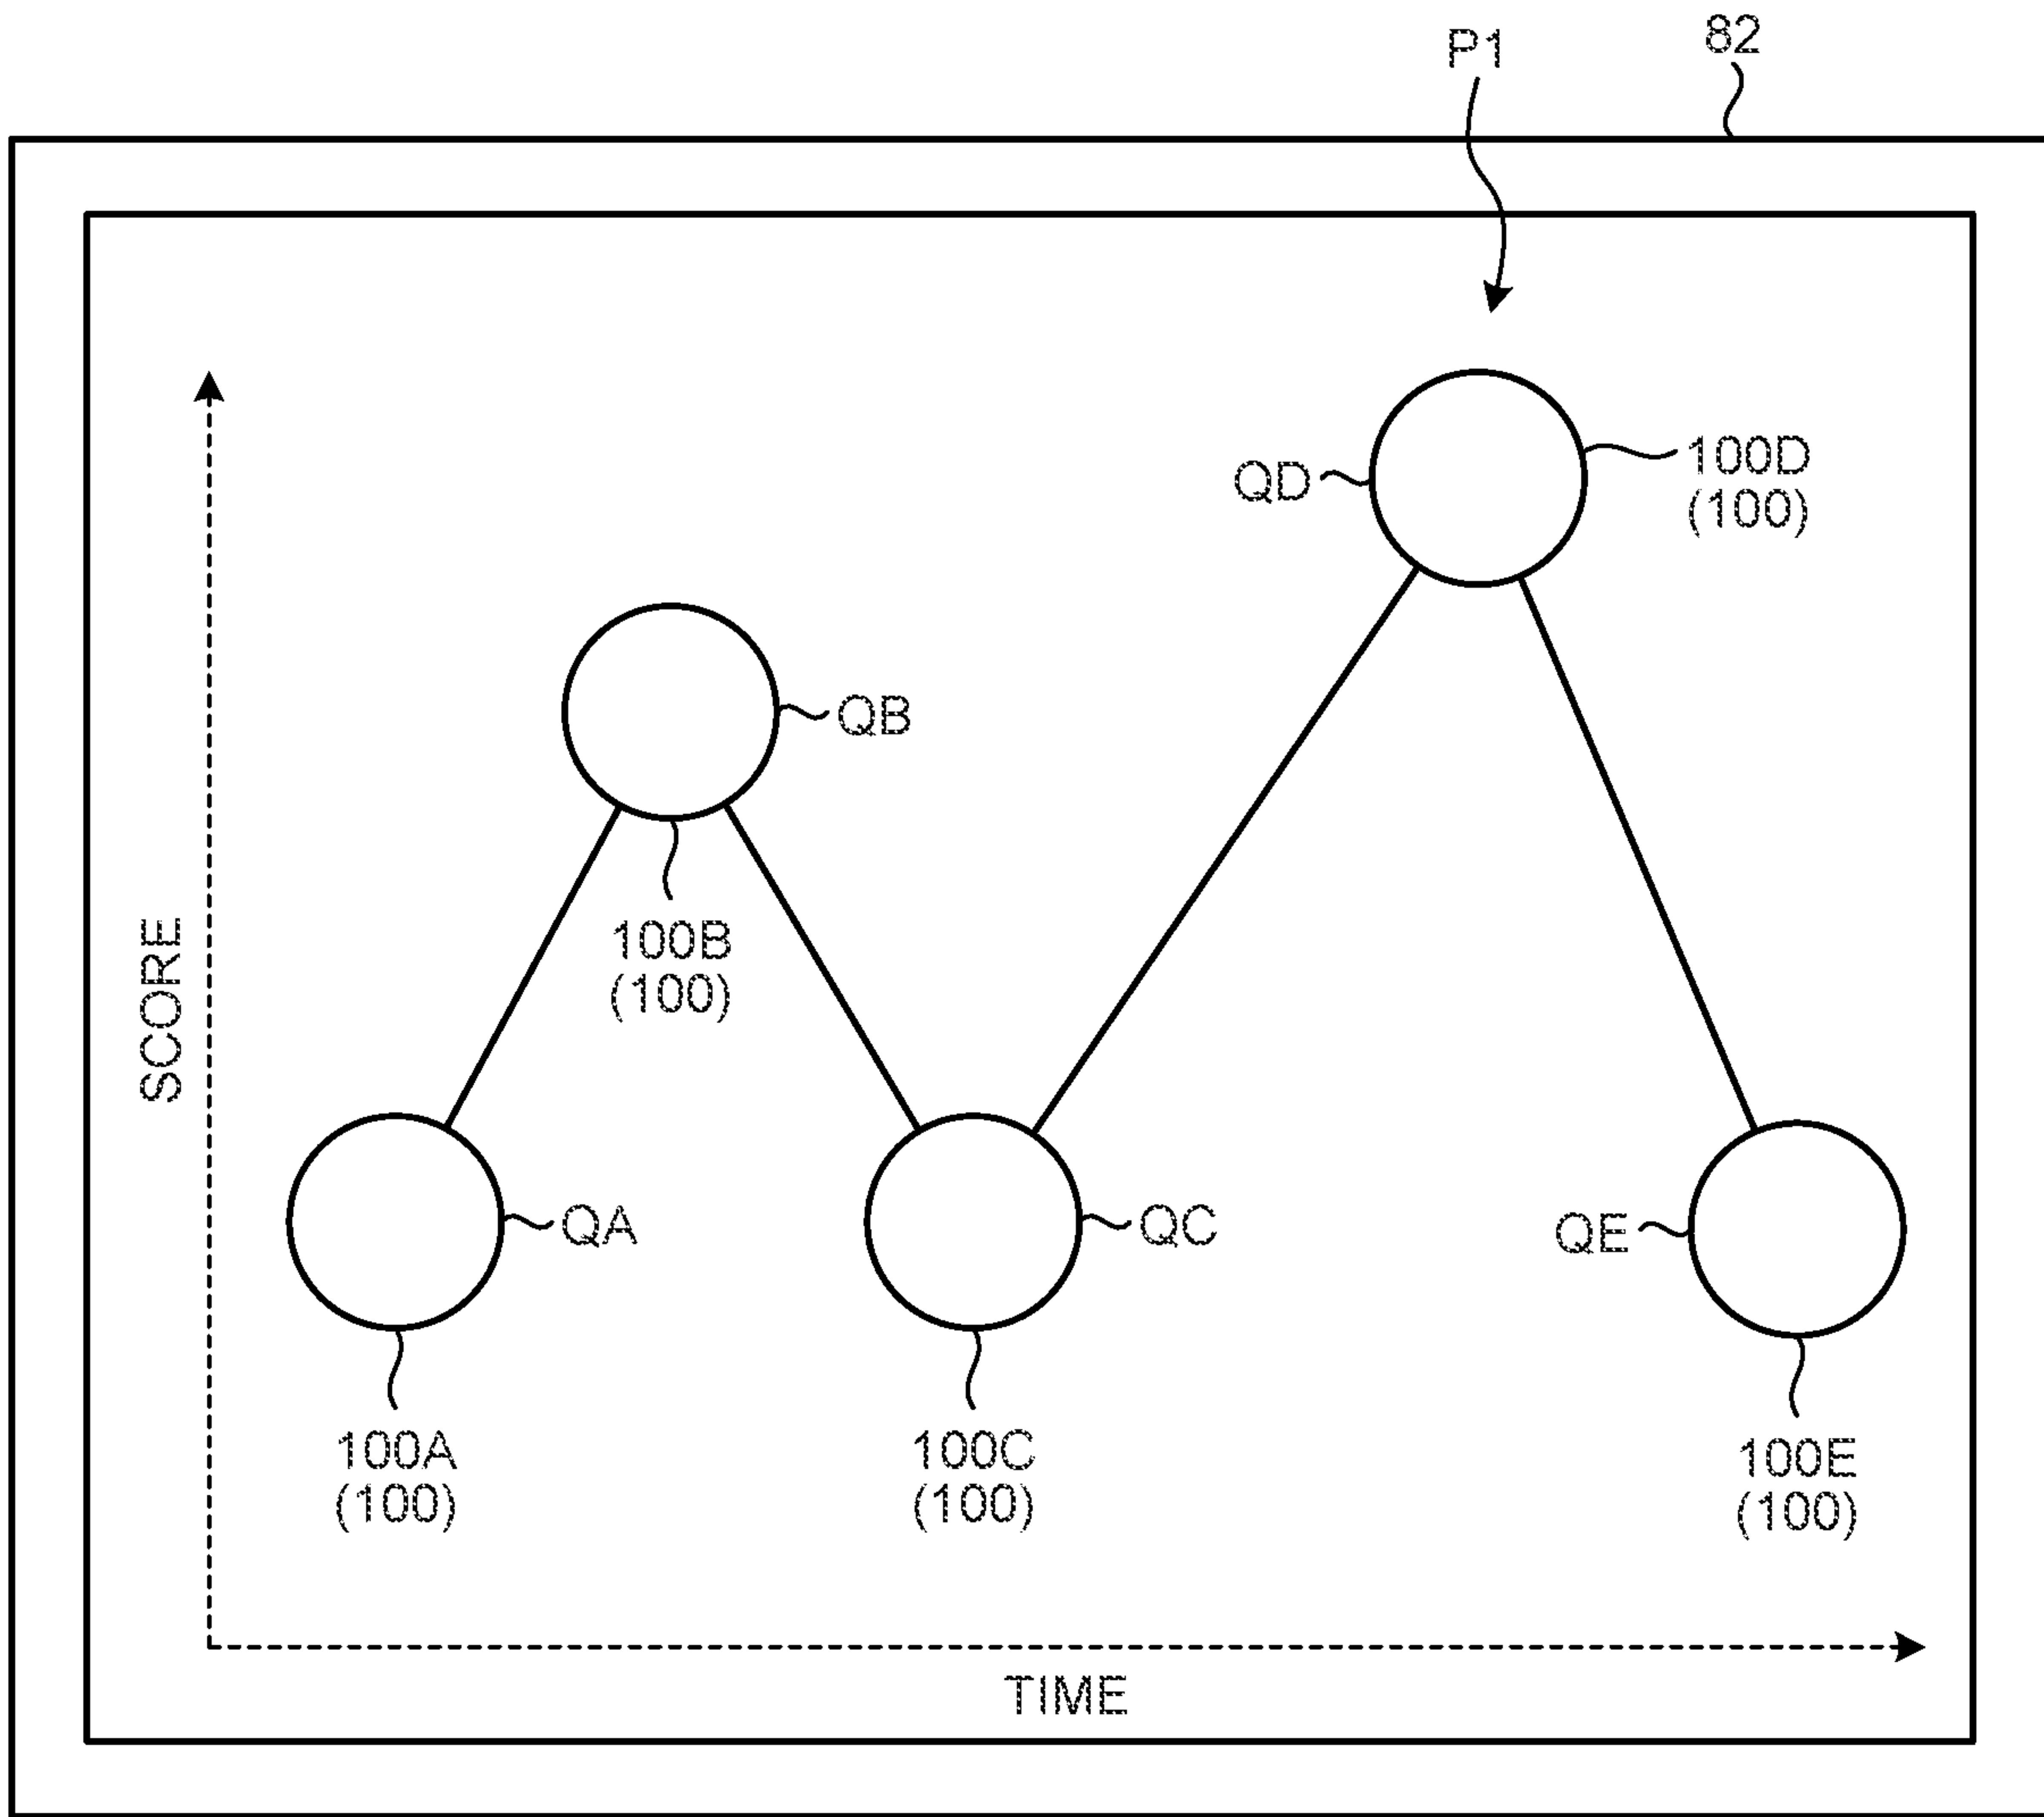 82
P1
100D
(100)
QD
QB
100B
(100)
SCORE
QA
QC
QE
100A
(100)
100C
(100)
100E
(100)
TIME